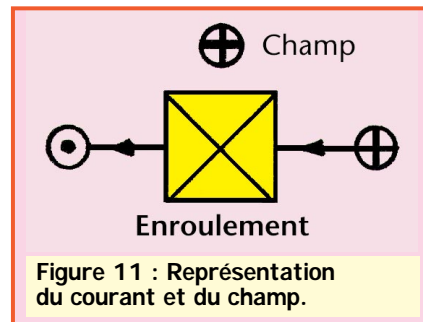 Champ
Enroulement
Figure 11 : Représentation
du courant et du champ.